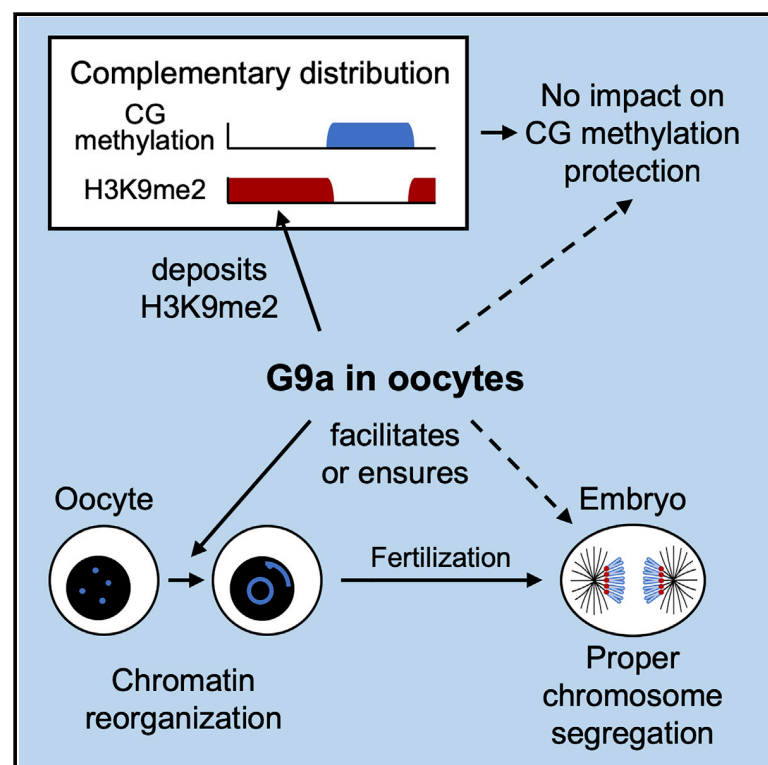 Complementary distribution
CG
methylation
H3K9me2
No impact on
CG methylation
protection
deposits
H3K9me2
G9a in oocytes
facilitates
or ensures
Oocyte
Fertilization
Embryo
Chromatin
reorganization
Proper
chromosome
segregation